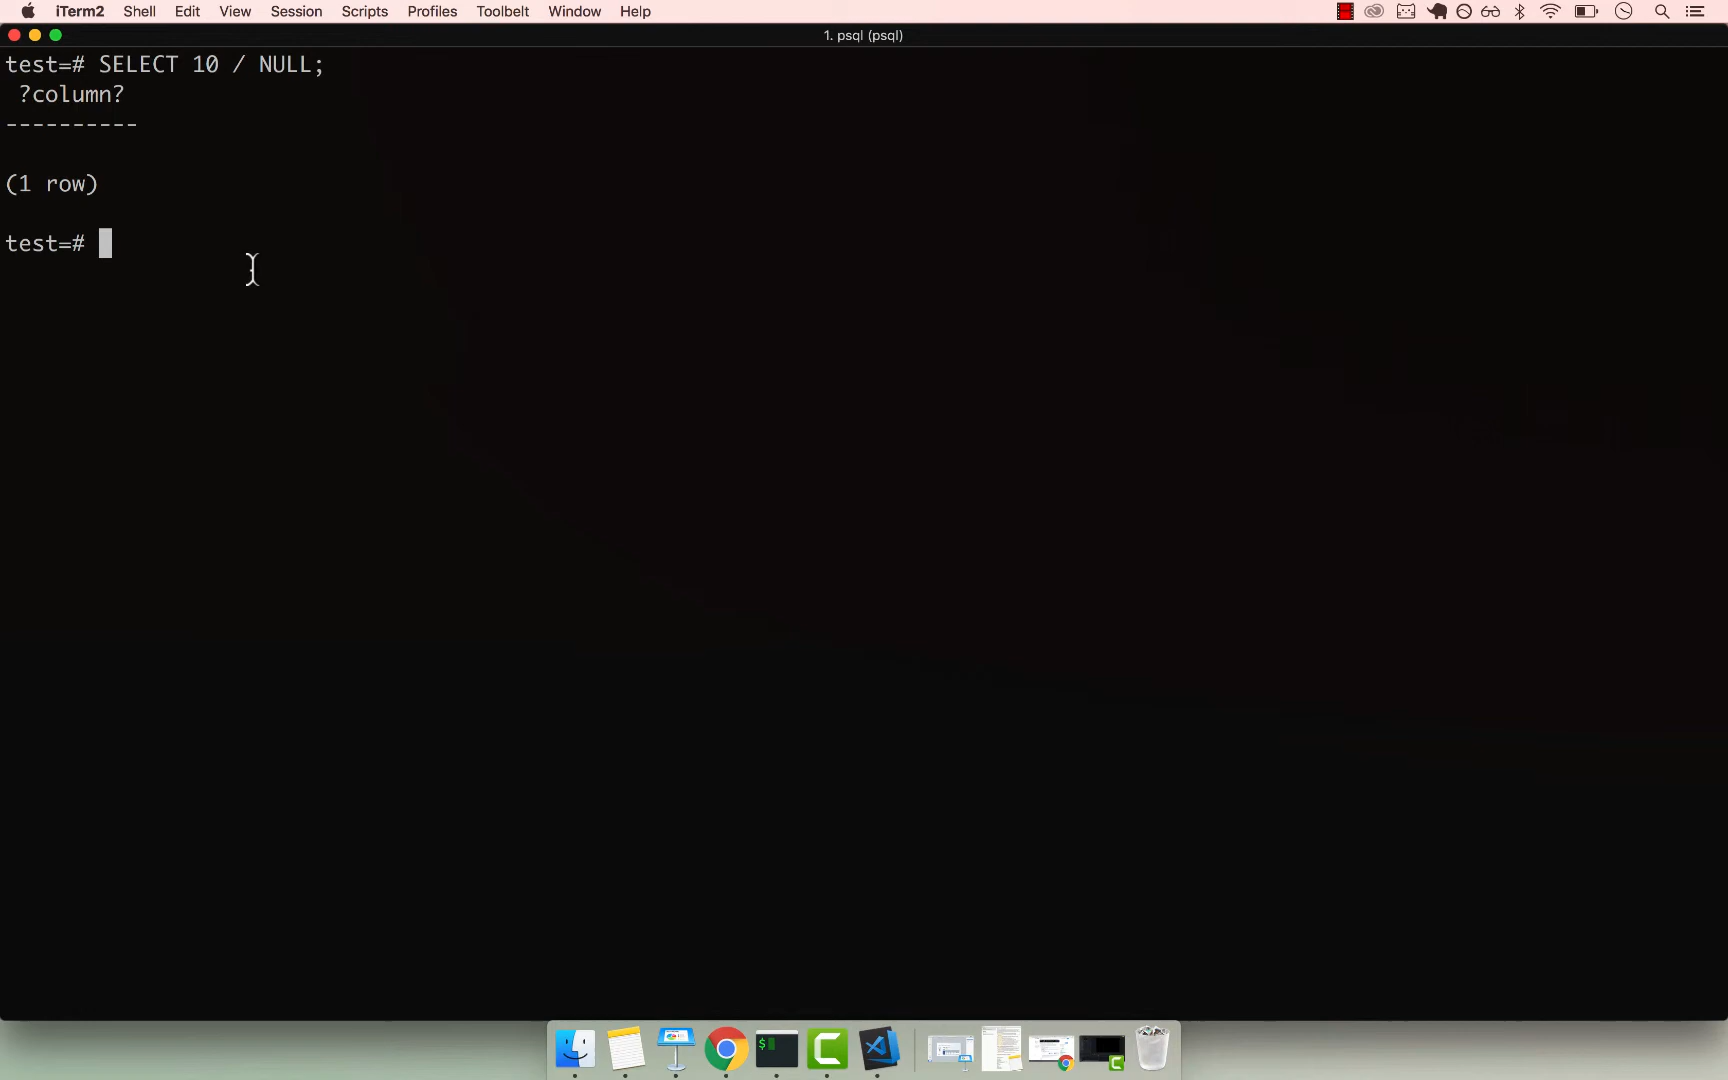 iTerm2 Shell Edit View Session Scripts Profiles Toolbelt Window Help
1. psql (psql)
test=# SELECT 10 / NULL;
?column?
----------
(1 row)
test=#